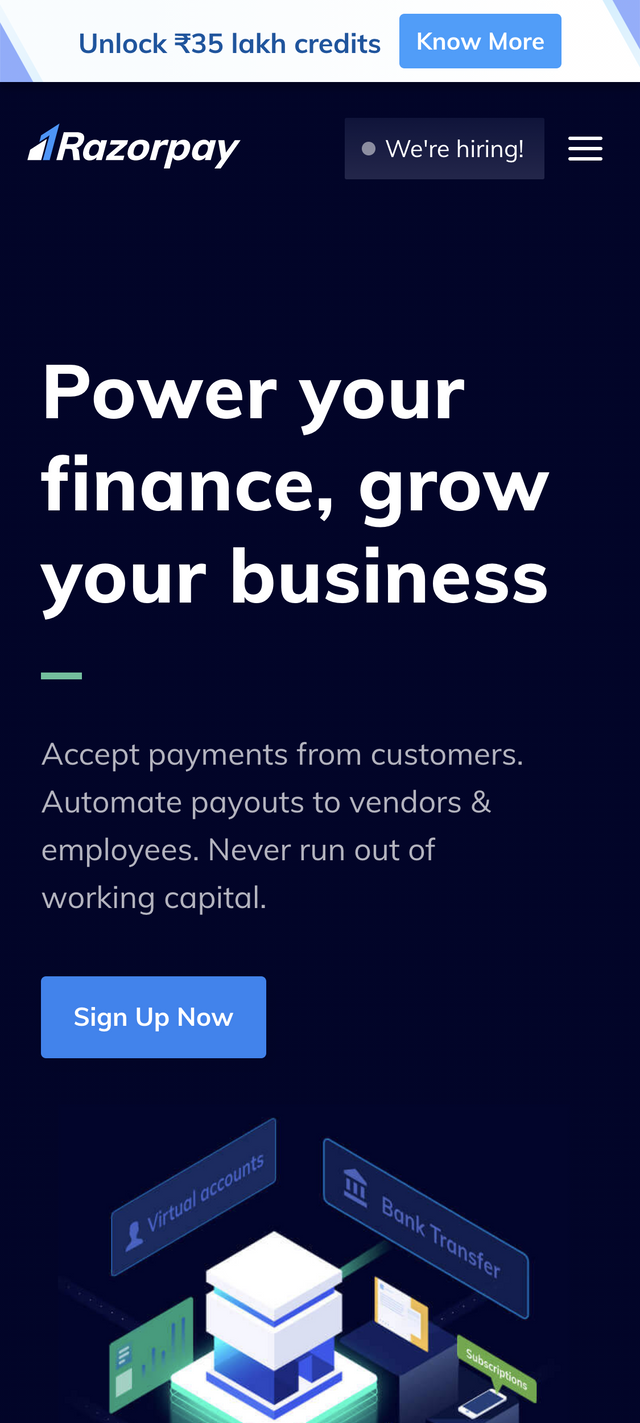 Unlock ₹35 lakh credits
Know More
Razorpay
We're hiring!
Power your
finance, grow
your business
Accept payments from customers.
Automate payouts to vendors &
employees. Never run out of
working capital.
Sign Up Now
Virtual accounts
Bank Transfer
Subscriptions